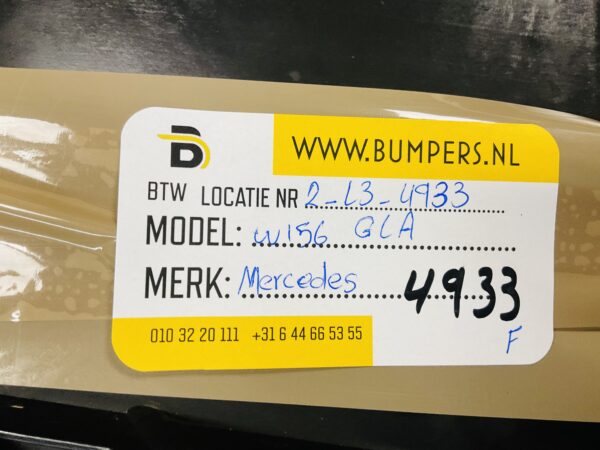 B
WWW.BUMPERS.NL
BTW LOCATIE NR 2-L3-4933
MODEL: W156 GLA
MERK: Mercedes
4933
F
010 32 20 111 +31 6 44 66 53 55